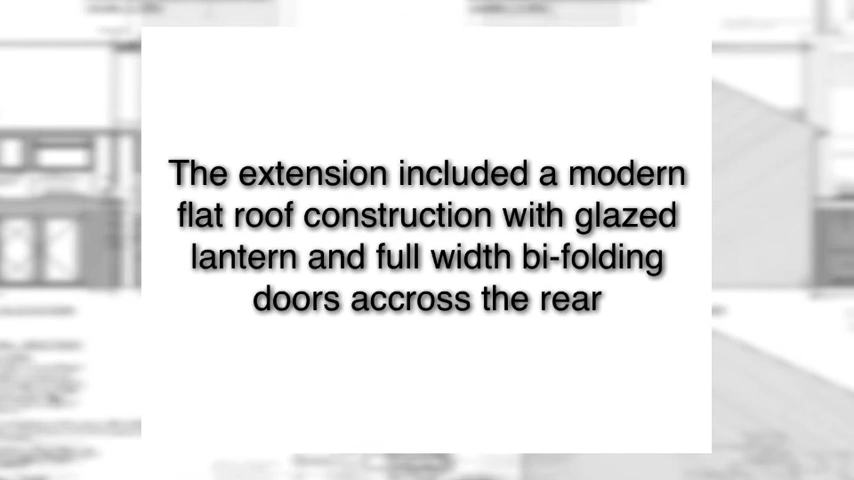 The extension included a modern
flat roof construction with glazed
lantern and full width bi-folding
doors accross the rear